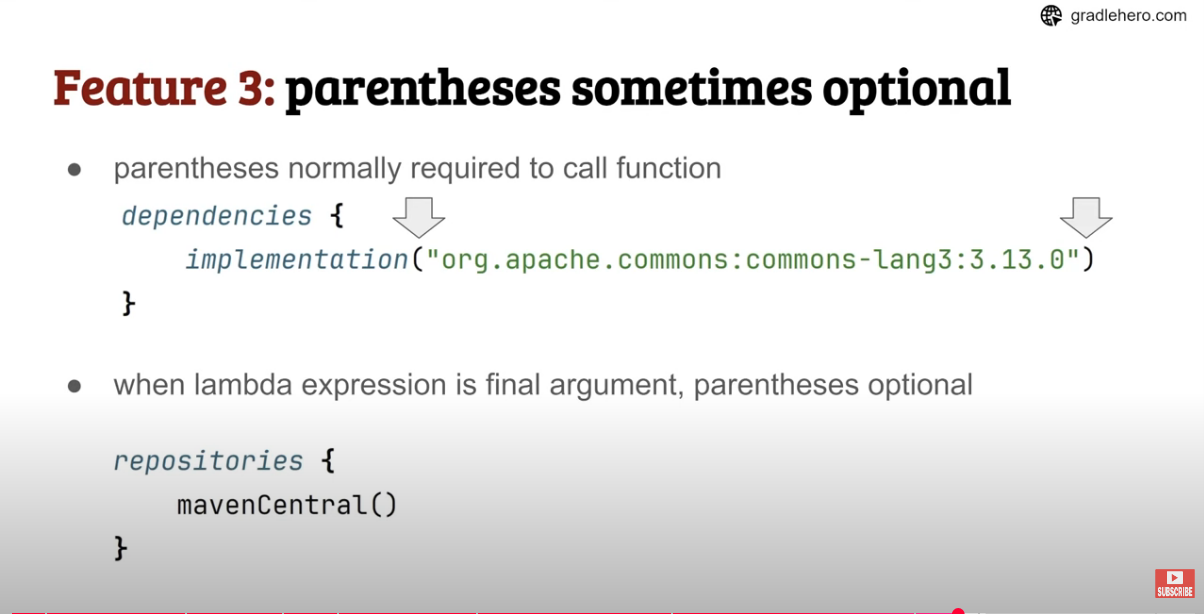 gradlehero.com
Feature 3: parentheses sometimes optional
● parentheses normally required to call function
dependencies {
    implementation("org.apache.commons:commons-lang3:3.13.0")
}
● when lambda expression is final argument, parentheses optional
repositories {
    mavenCentral()
}
SUBSCRIBE